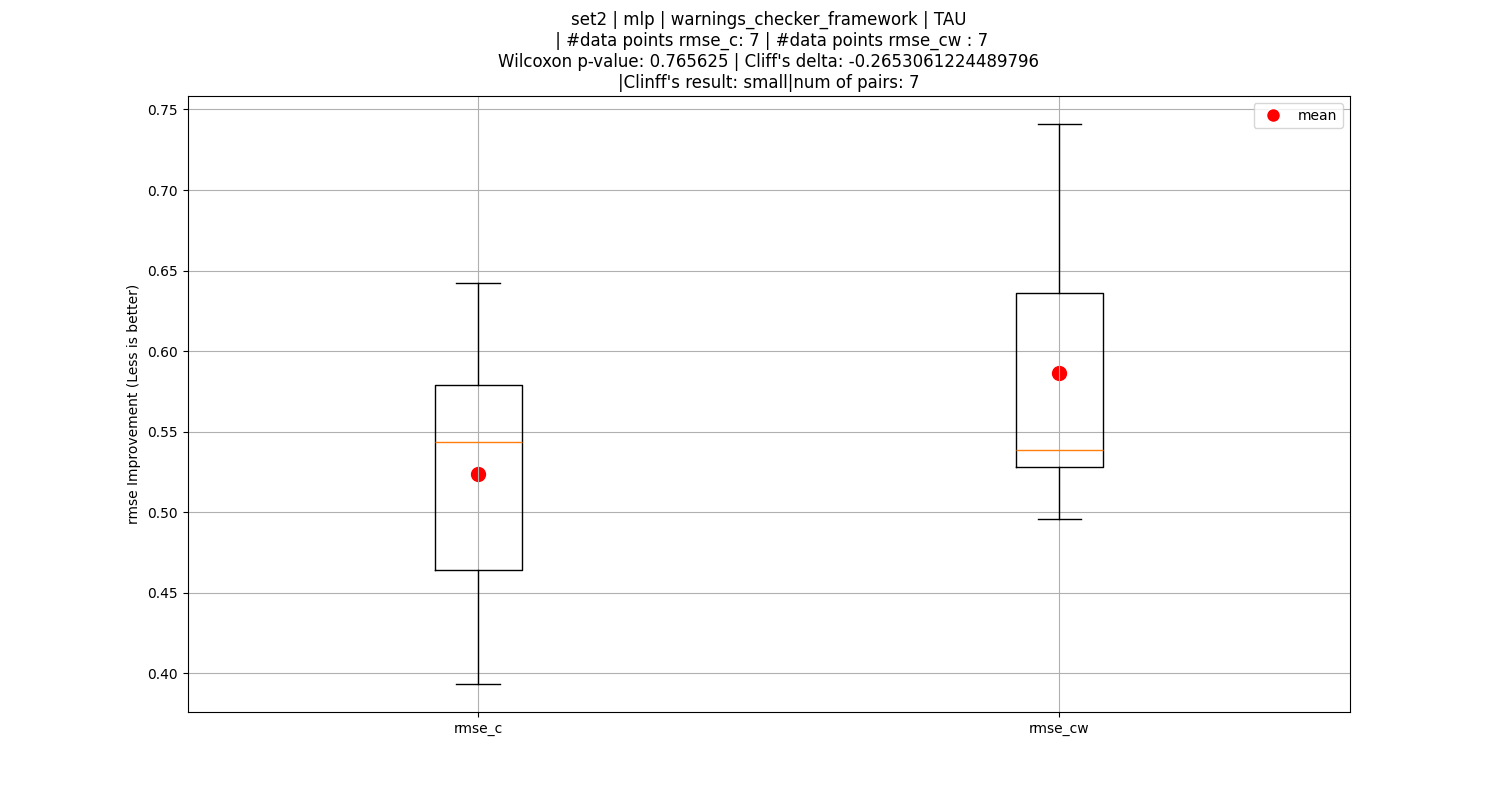 set2 | mlp | warnings_checker_framework | TAU
| #data points rmse_c: 7 | #data points rmse_cw : 7
Wilcoxon p-value: 0.765625 | Cliff's delta: -0.2653061224489796
|Clinff's result: small|num of pairs: 7
mean
rmse Improvement (Less is better)
0.75
0.70
0.65
0.60
0.55
0.50
0.45
0.40
rmse_c
rmse_cw